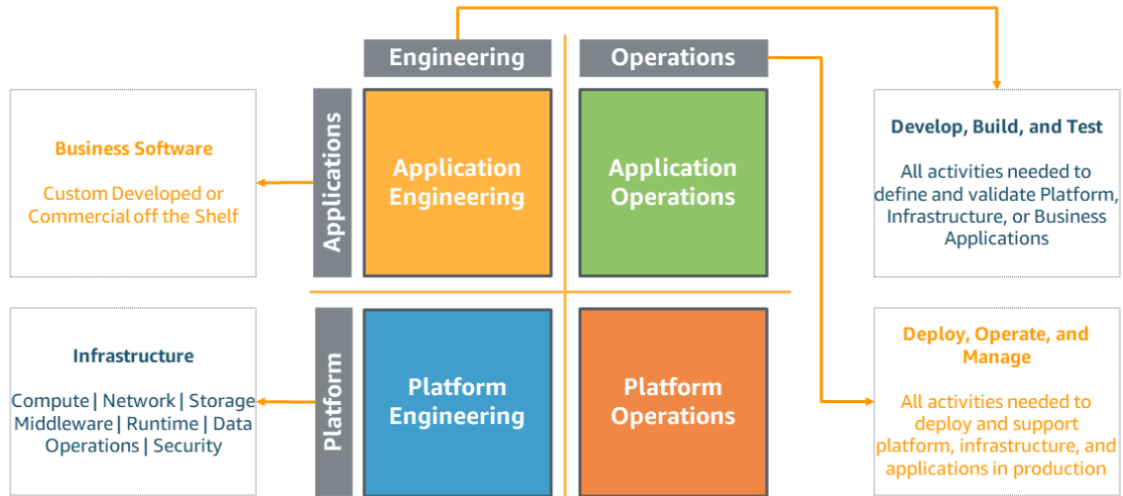 Engineering
Operations
Applications
Platform
Business Software
Custom Developed or
Commercial off the Shelf
Application
Engineering
Application
Operations
Develop, Build, and Test
All activities needed to
define and validate Platform,
Infrastructure, or Business
Applications
Infrastructure
Compute | Network | Storage
Middleware | Runtime | Data
Operations | Security
Platform
Engineering
Platform
Operations
Deploy, Operate, and
Manage
All activities needed to
deploy and support
platform, infrastructure, and
applications in production